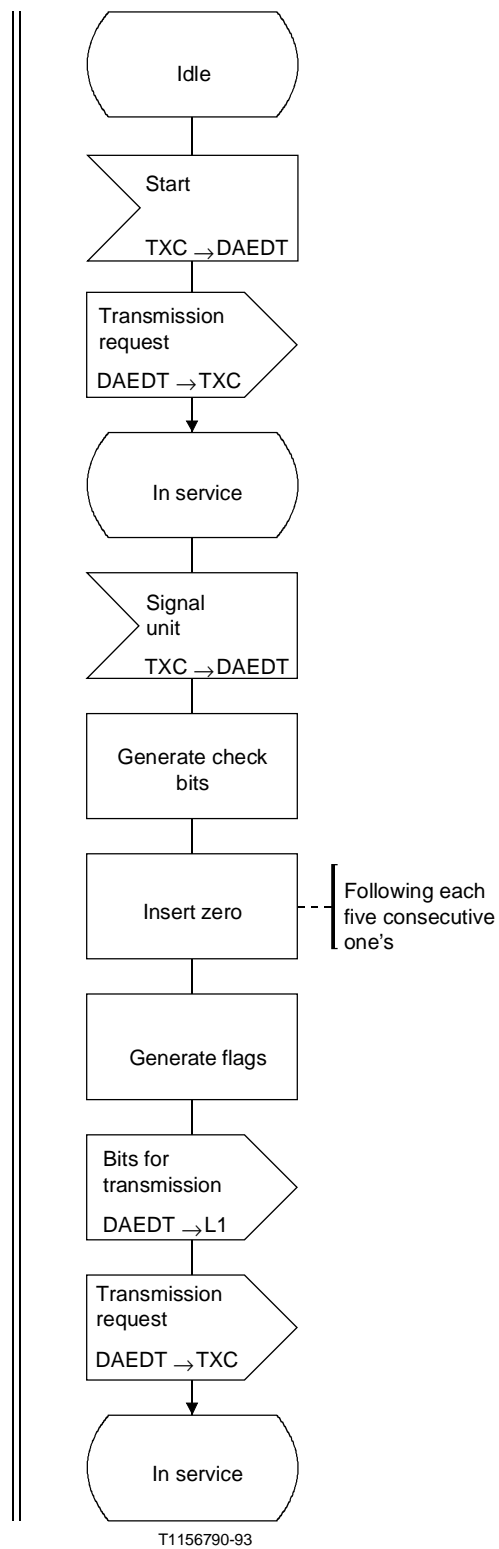 Idle
Start
TXC → DAEDT
Transmission
request
DAEDT → TXC
In service
Signal
unit
TXC → DAEDT
Generate check
bits
Insert zero
Following each
five consecutive
one's
Generate flags
Bits for
transmission
DAEDT → L1
Transmission
request
DAEDT → TXC
In service
T1156790-93